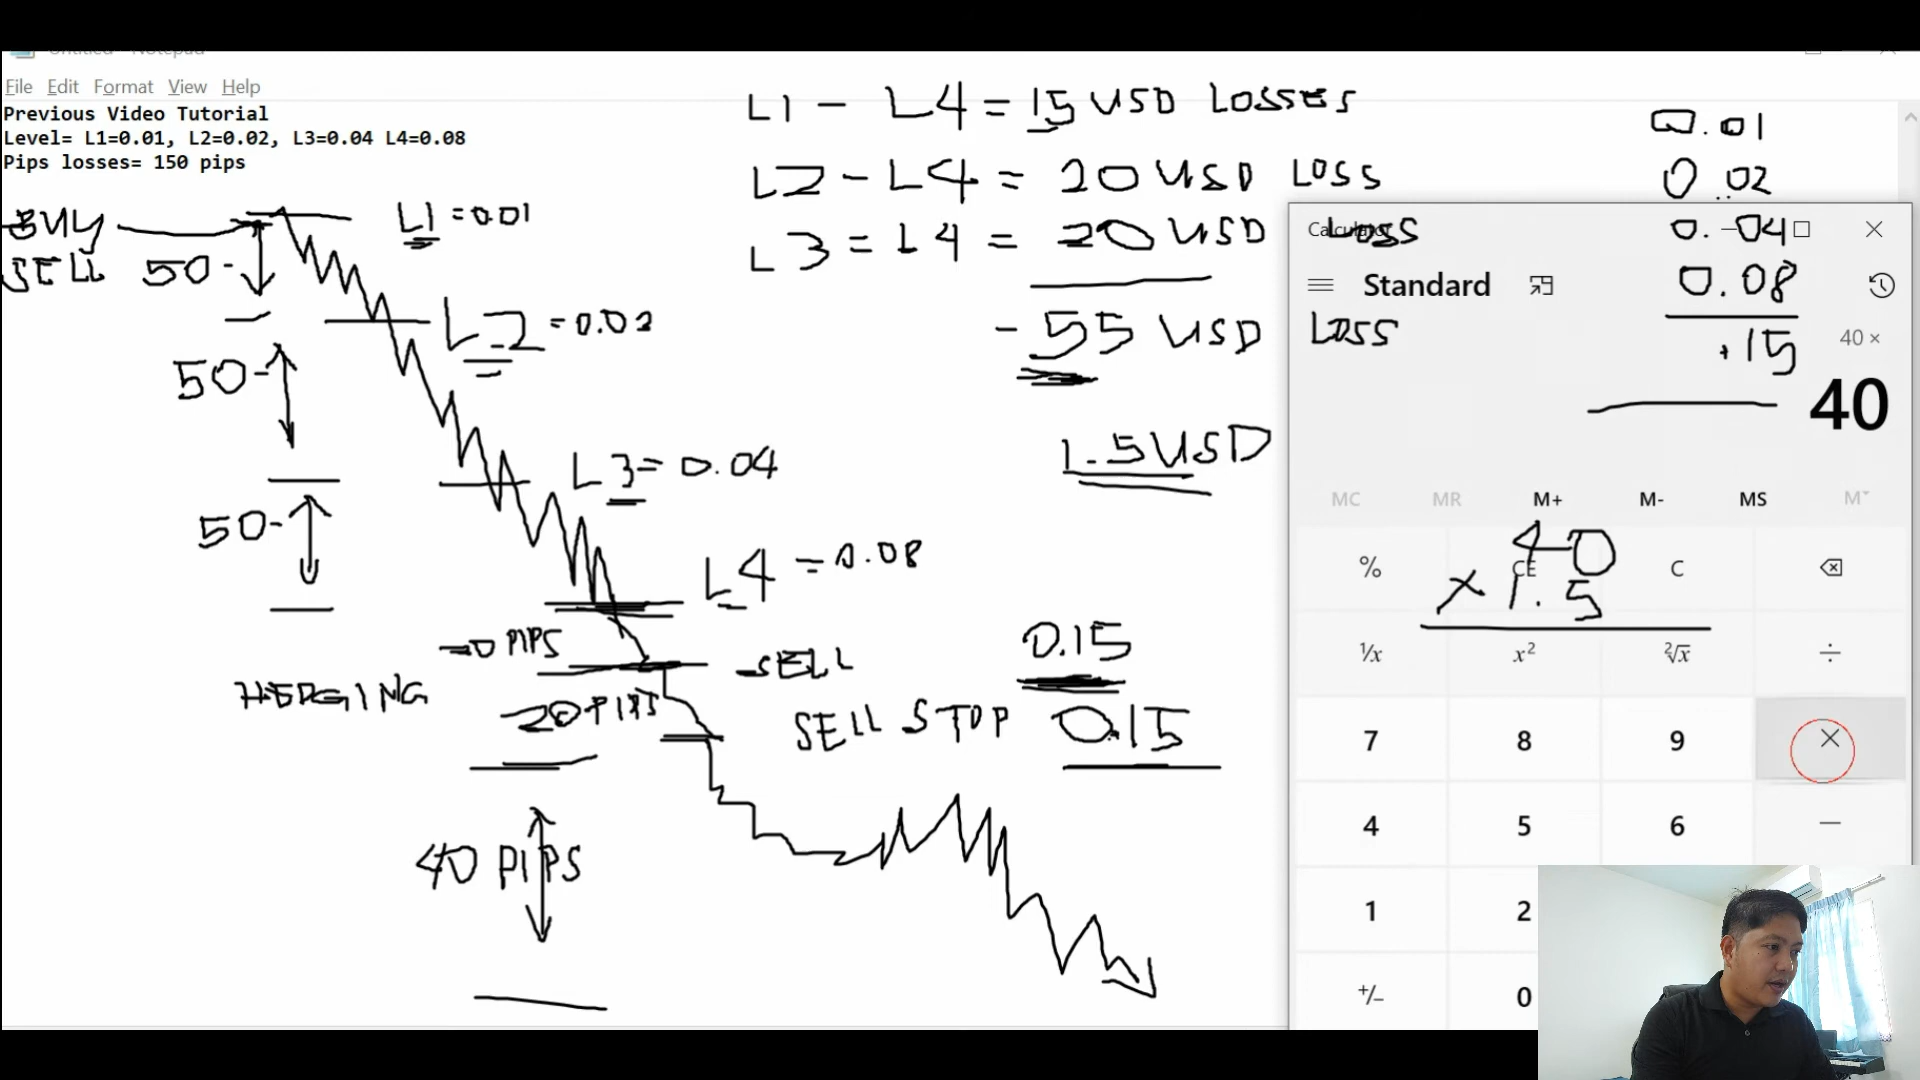 File Edit Format View Help
Previous Video Tutorial
Level= L1=0.01, L2=0.02, L3=0.04 L4=0.08
Pips losses= 150 pips
BUY
SELL
50-
50-
50-
L1 =0.01
L2 =0.02
L3= 0.04
L4 =0.08
HEDGING
PIPS
20 PIPS
40 PIPS
SELL
SELL STOP
0.15
0.15
L1 - L4 = 15 USD LOSSES
L2 - L4 = 20 USD LOSS
L3 = L4 = 20 USD LOSS
- 55 USD LOSS
1.5 USD
0.01
0.02
0.04
0.08
.15
Standard
40 ×
40
MC MR M+ M- MS M
40
× 1.5
% CE C
1/x x² ²√x ÷
7 8 9 ×
4 5 6 −
1 2
+/− 0